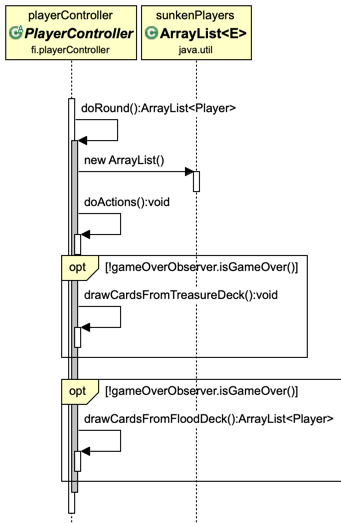 playerController
PlayerController
fi.playerController
sunkenPlayers
ArrayList<E>
java.util
doRound():ArrayList<Player>
new ArrayList()
doActions():void
opt [!gameOverObserver.isGameOver()]
drawCardsFromTreasureDeck():void
opt [!gameOverObserver.isGameOver()]
drawCardsFromFloodDeck():ArrayList<Player>